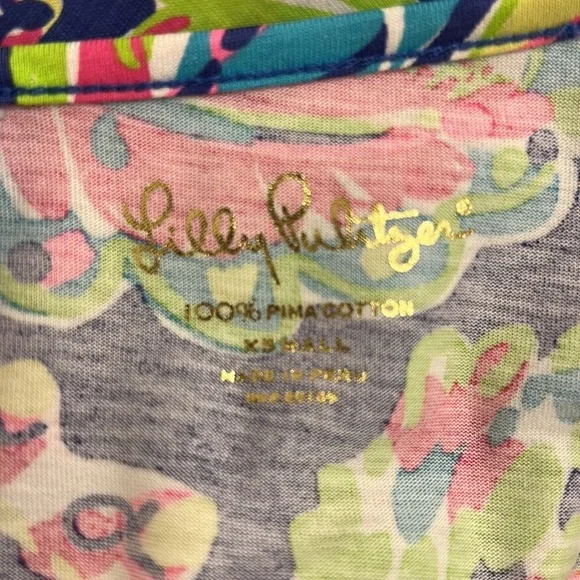 Lilly Pulitzer®
100% PIMA COTTON
XSMALL
MADE IN PERU